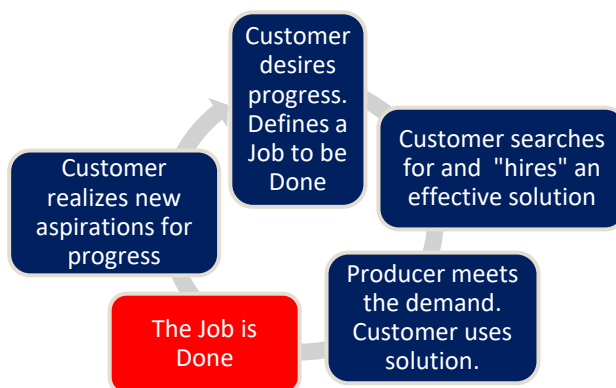 Customer
desires
progress.
Defines a
Job to be
Done
Customer searches
for and "hires" an
effective solution
Producer meets
the demand.
Customer uses
solution.
The Job is
Done
Customer
realizes new
aspirations for
progress